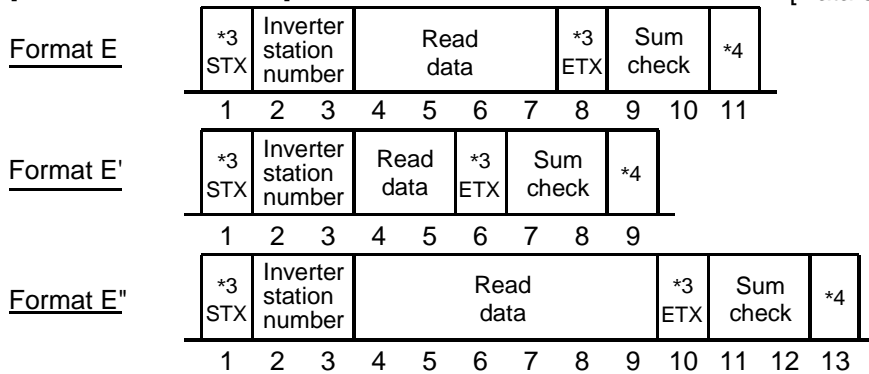 Format E
*3
STX
Inverter
station
number
Read
data
*3
ETX
Sum
check
*4
1 2 3 4 5 6 7 8 9 10 11
Format E'
*3
STX
Inverter
station
number
Read
data
*3
ETX
Sum
check
*4
1 2 3 4 5 6 7 8 9
Format E"
*3
STX
Inverter
station
number
Read
data
*3
ETX
Sum
check
*4
1 2 3 4 5 6 7 8 9 10 11 12 13